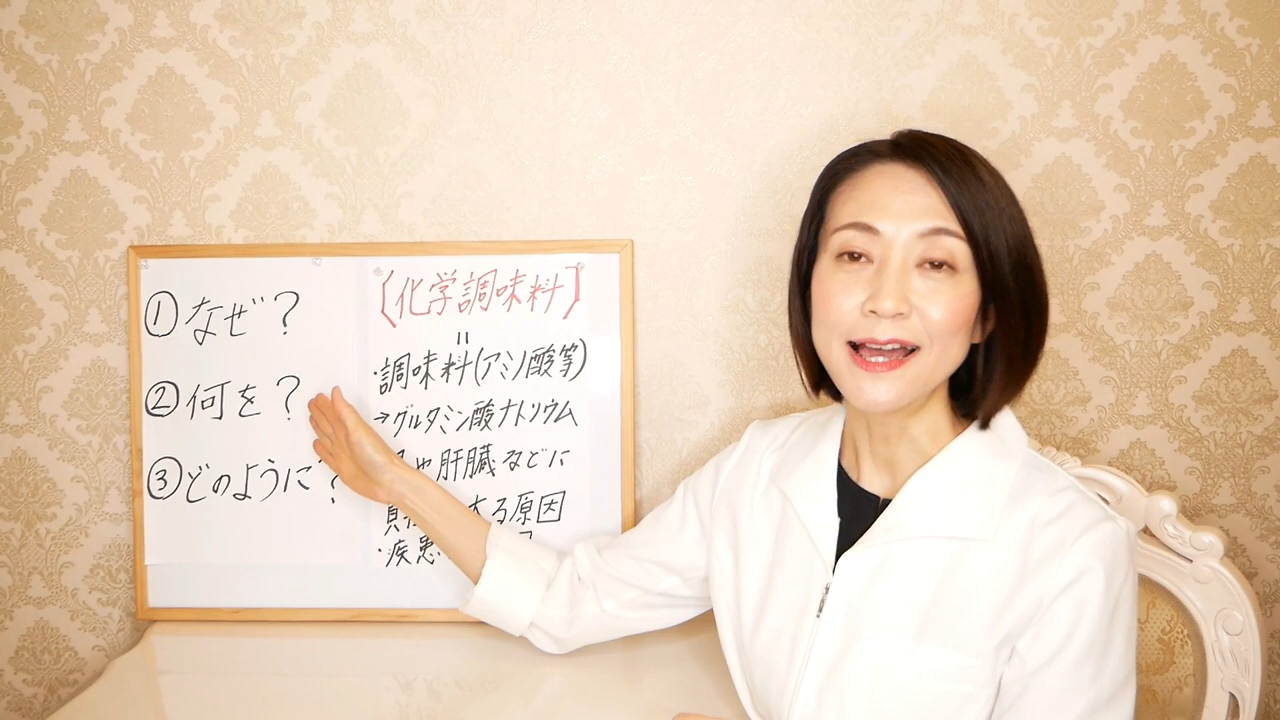 ①なぜ?
②何を?
③どのように?
【化学調味料】
=
・調味料(アミノ酸等)
→グルタミン酸ナトリウム
や肝臓などに
る原因
・疾患